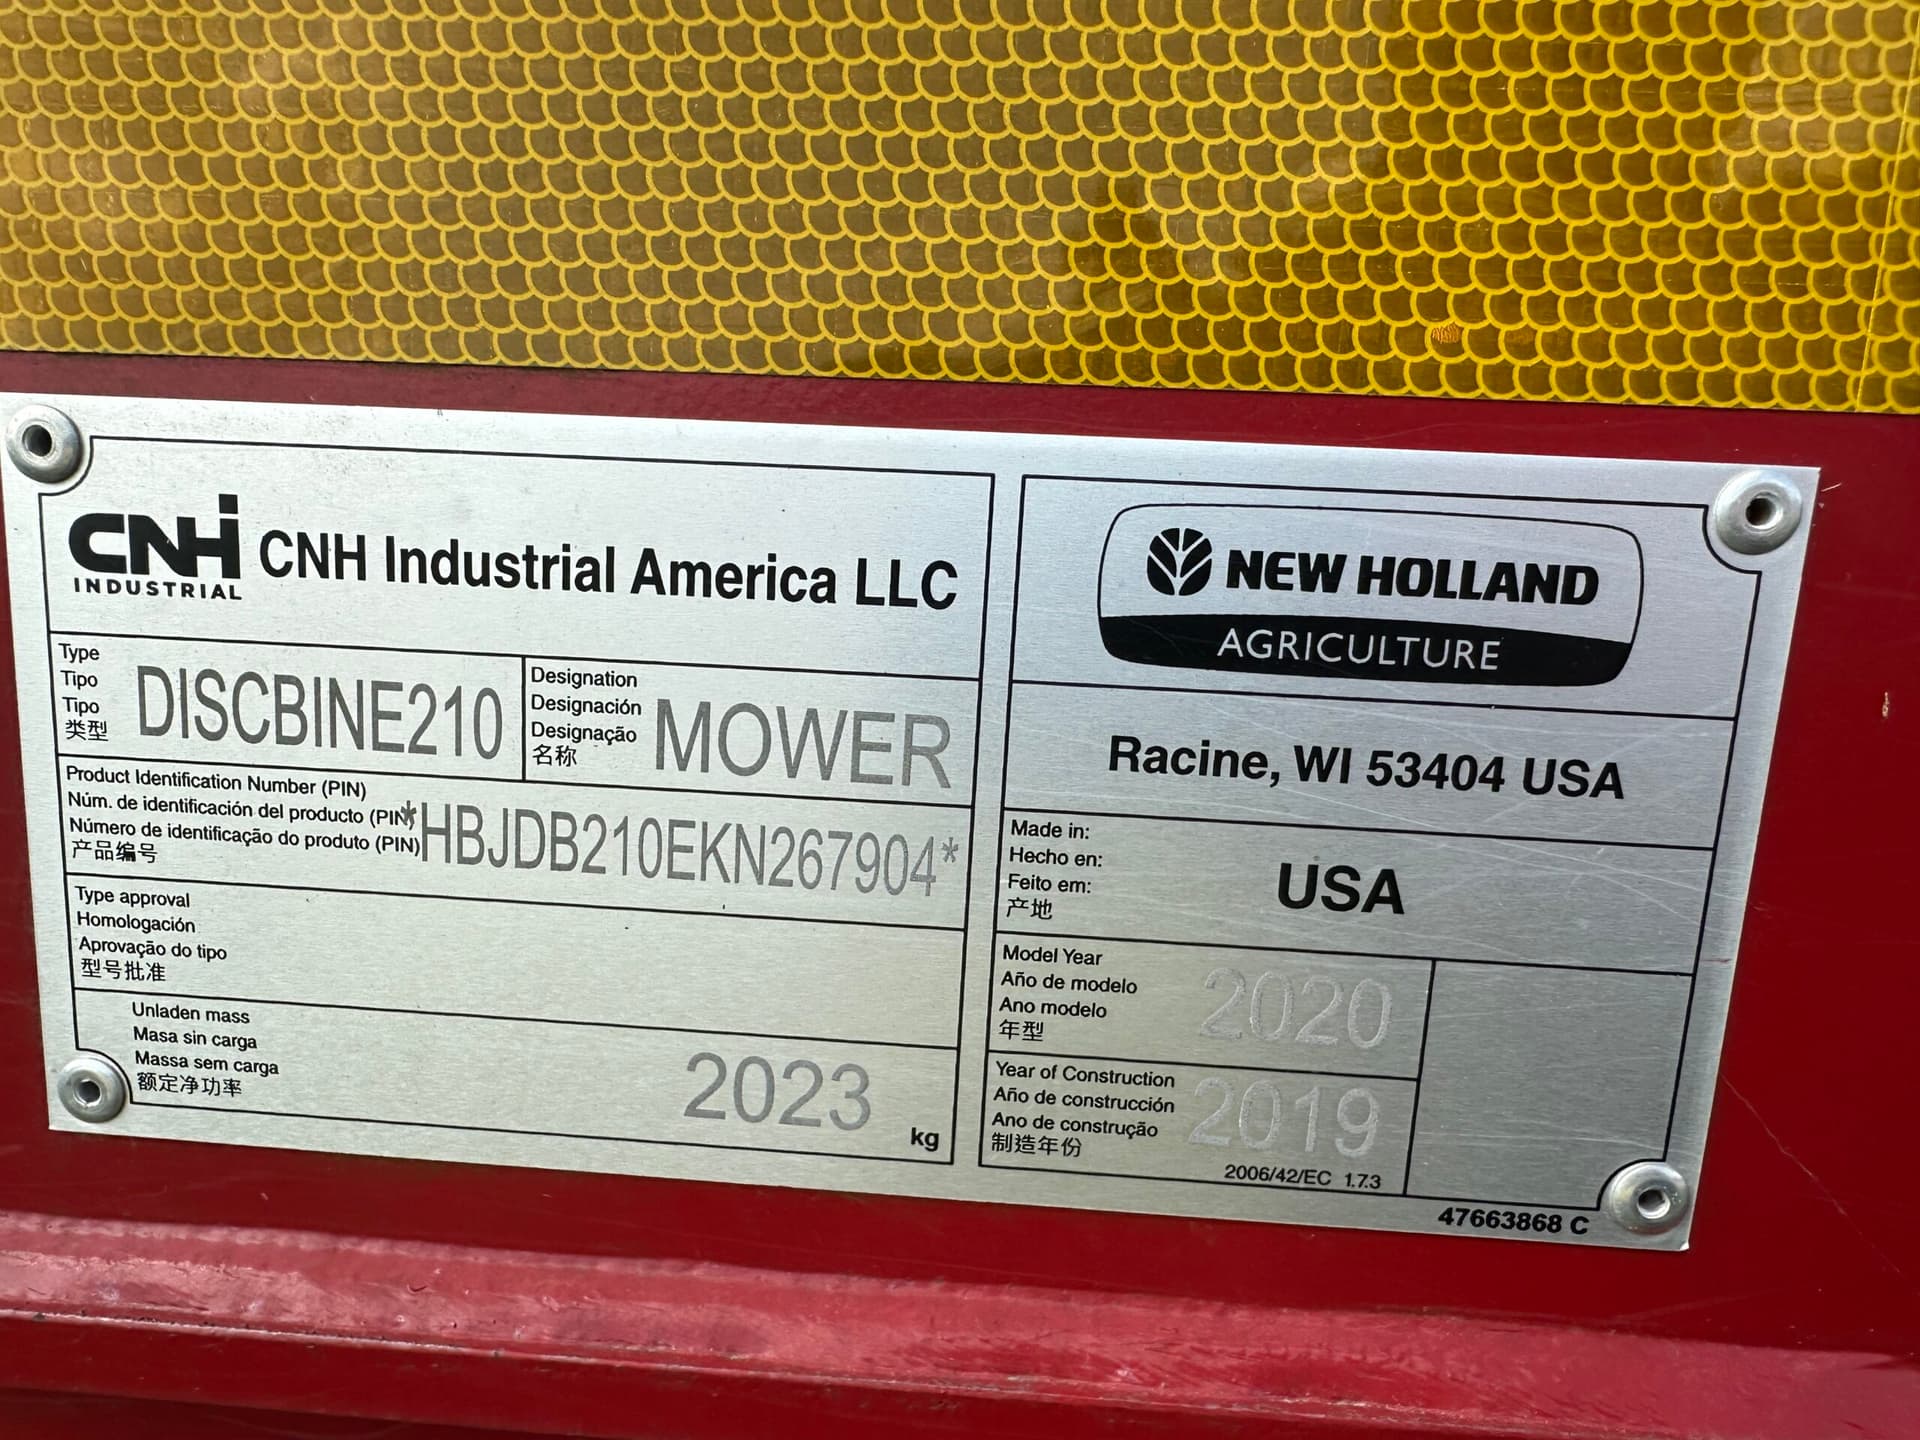 CNH
INDUSTRIAL
CNH Industrial America LLC
Type
Tipo
Tipo
类型
DISCBINE210
Designation
Designación
Designação
名称
MOWER
Product Identification Number (PIN)
Núm. de identificación del producto (PIN)
Número de identificação do produto (PIN)
产品编号
*HBJDB210EKN267904*
Type approval
Homologación
Aprovação do tipo
型号批准
Unladen mass
Masa sin carga
Massa sem carga
额定净功率
2023
kg
NEW HOLLAND
AGRICULTURE
Racine, WI 53404 USA
Made in:
Hecho en:
Feito em:
产地
USA
Model Year
Año de modelo
Ano modelo
年型
2020
Year of Construction
Año de construcción
Ano de construção
制造年份
2019
2006/42/EC 1.7.3
47663868 C